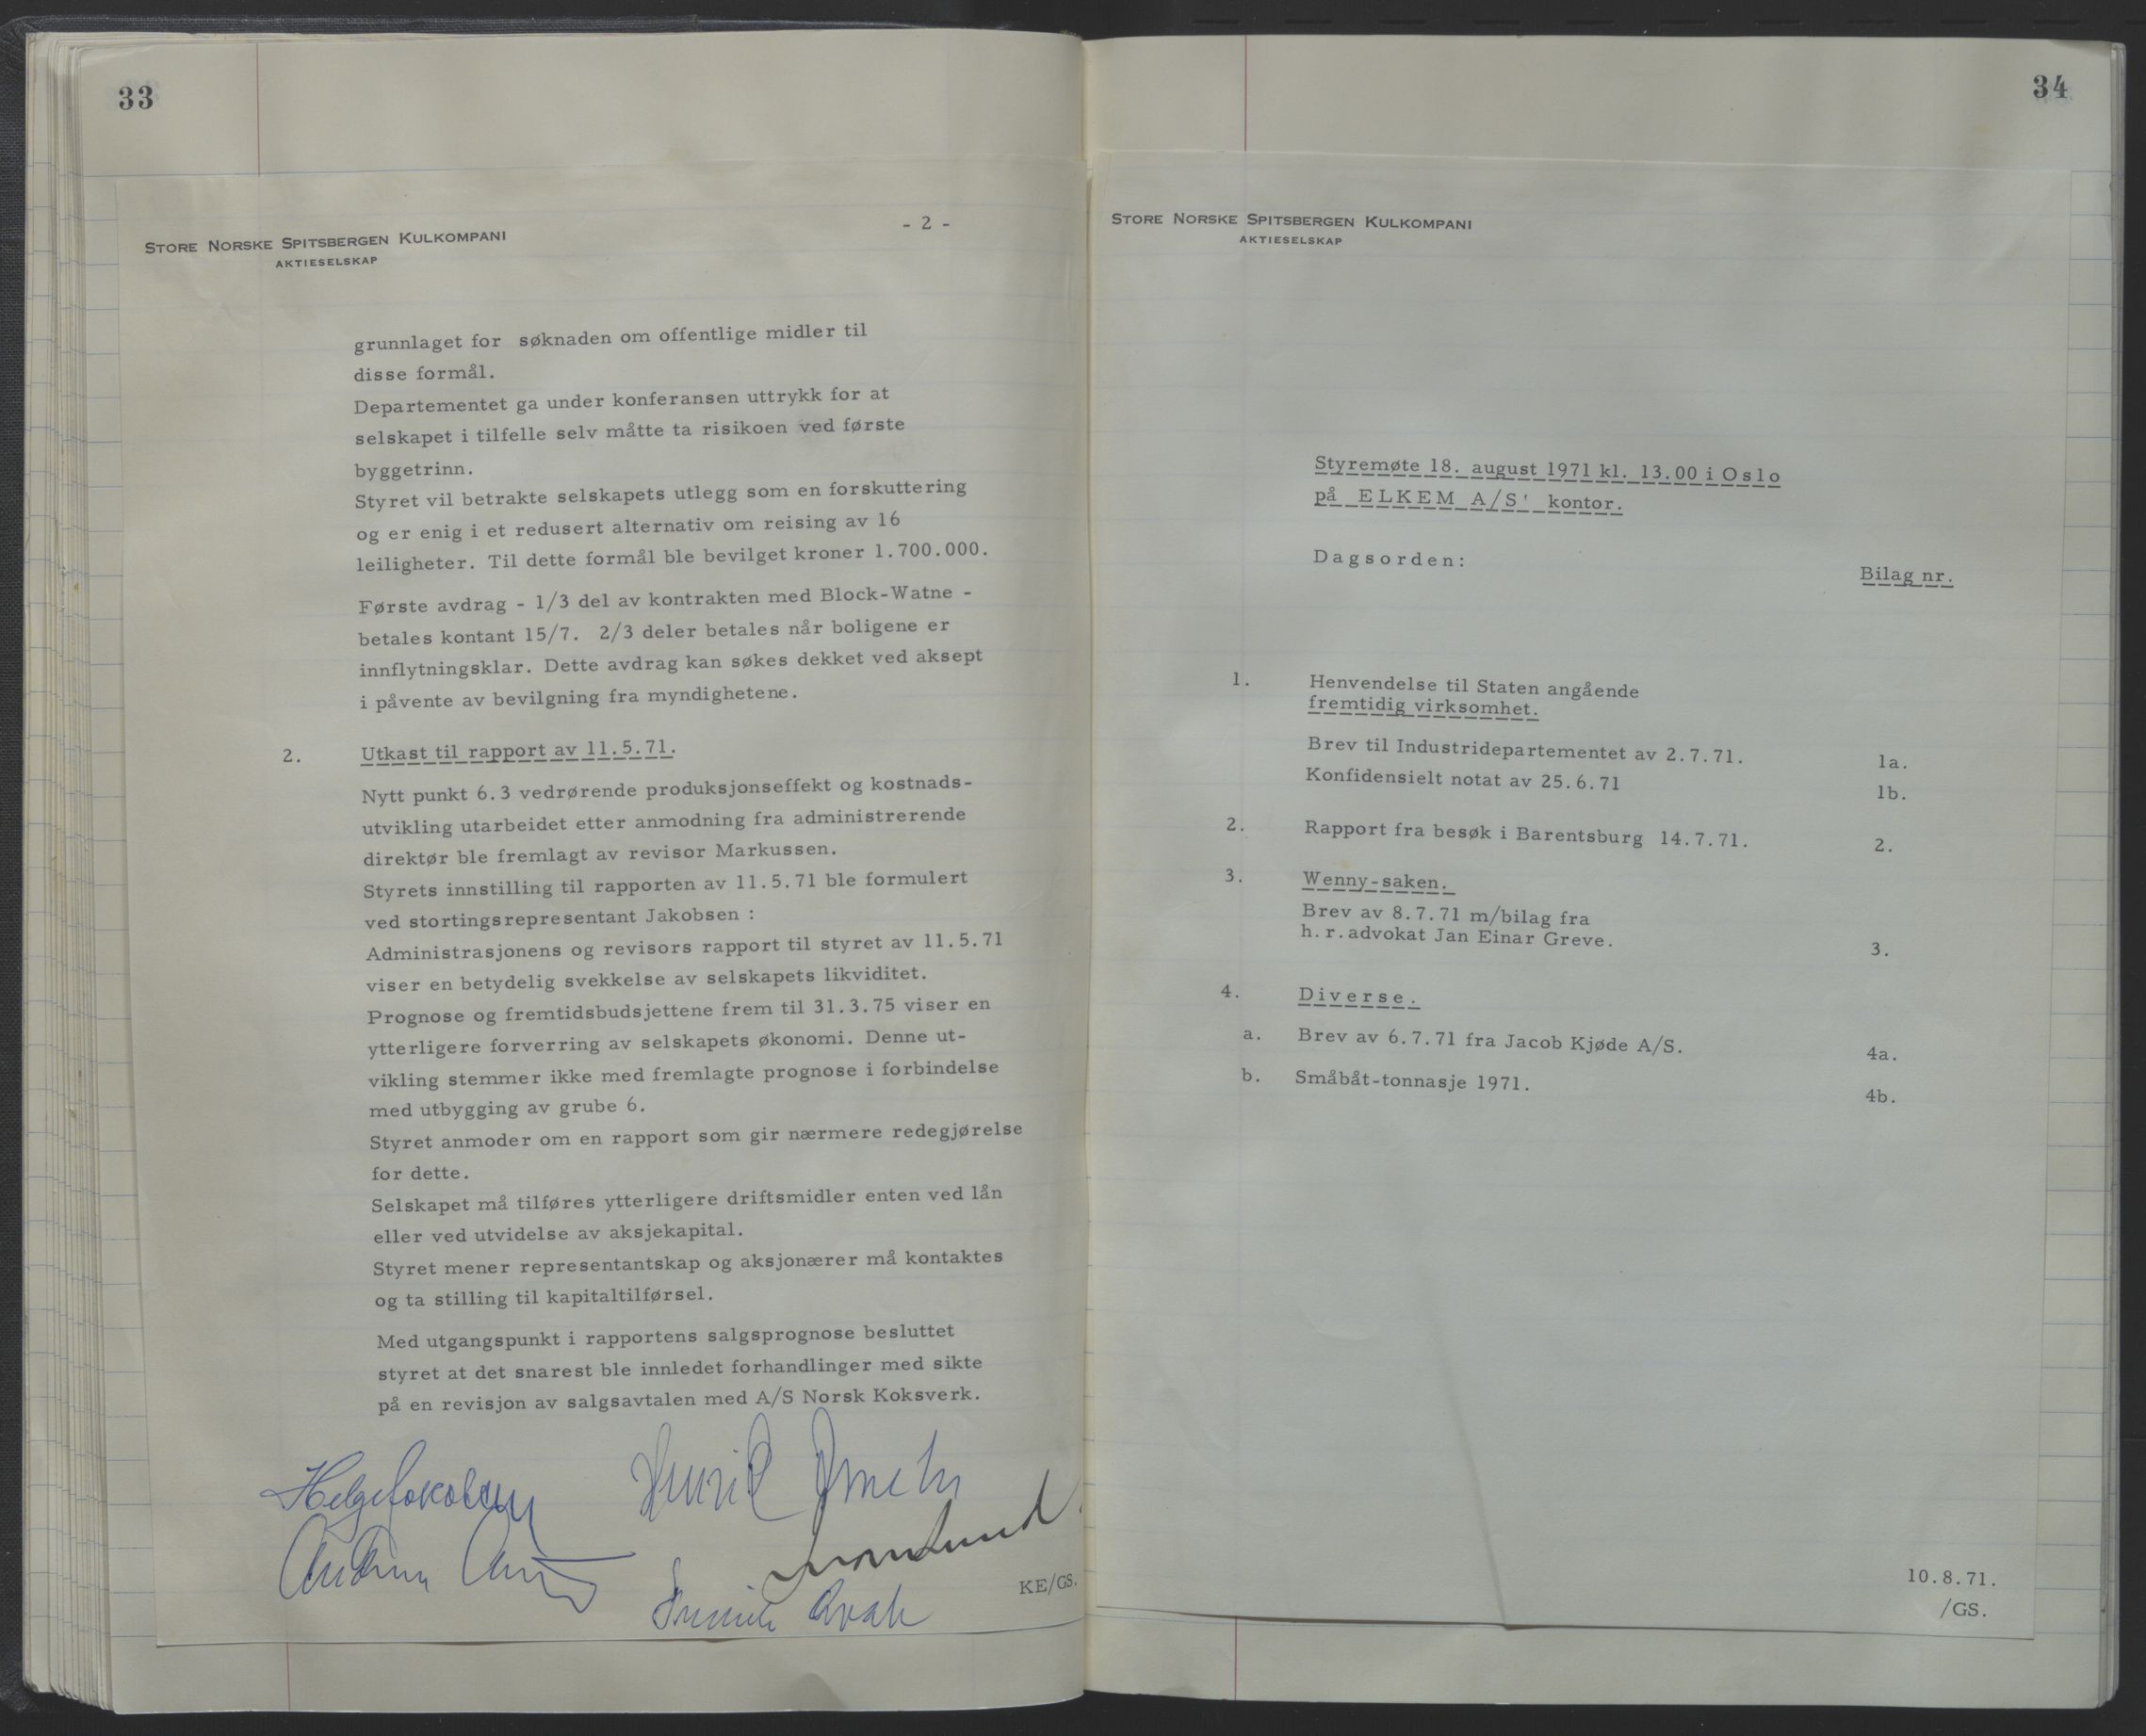 33
STORE NORSKE SPITSBERGEN KULKOMPANI
AKTIESELSKAP
- 2 -
grunnlaget for søknaden om offentlige midler til
disse formål.
Departementet ga under konferansen uttrykk for at
selskapet i tilfelle selv måtte ta risikoen ved første
byggetrinn.
Styret vil betrakte selskapets utlegg som en forskuttering
og er enig i et redusert alternativ om reising av 16
leiligheter. Til dette formål ble bevilget kroner 1.700.000.
Første avdrag - 1/3 del av kontrakten med Block-Watne -
betales kontant 15/7. 2/3 deler betales når boligene er
innflytningsklar. Dette avdrag kan søkes dekket ved aksept
i påvente av bevilgning fra myndighetene.
2. Utkast til rapport av 11.5.71.
Nytt punkt 6.3 vedrørende produksjonseffekt og kostnads-
utvikling utarbeidet etter anmodning fra administrerende
direktør ble fremlagt av revisor Markussen.
Styrets innstilling til rapporten av 11.5.71 ble formulert
ved stortingsrepresentant Jakobsen :
Administrasjonens og revisors rapport til styret av 11.5.71
viser en betydelig svekkelse av selskapets likviditet.
Prognose og fremtidsbudsjettene frem til 31.3.75 viser en
ytterligere forverring av selskapets økonomi. Denne ut-
vikling stemmer ikke med fremlagte prognose i forbindelse
med utbygging av grube 6.
Styret anmoder om en rapport som gir nærmere redegjørelse
for dette.
Selskapet må tilføres ytterligere driftsmidler enten ved lån
eller ved utvidelse av aksjekapital.
Styret mener representantskap og aksjonærer må kontaktes
og ta stilling til kapitaltilførsel.
Med utgangspunkt i rapportens salgsprognose besluttet
styret at det snarest ble innledet forhandlinger med sikte
på en revisjon av salgsavtalen med A/S Norsk Koksverk.
Helge Jakobsen
KE/GS.
34
STORE NORSKE SPITSBERGEN KULKOMPANI
AKTIESELSKAP
Styremøte 18. august 1971 kl. 13.00 i Oslo
på ELKEM A/S' kontor.
Dagsorden:
Bilag nr.
1. Henvendelse til Staten angående
fremtidig virksomhet.
Brev til Industridepartementet av 2.7.71. 1a.
Konfidensielt notat av 25.6.71 1b.
2. Rapport fra besøk i Barentsburg 14.7.71. 2.
3. Wenny-saken.
Brev av 8.7.71 m/bilag fra
h.r.advokat Jan Einar Greve. 3.
4. Diverse.
a. Brev av 6.7.71 fra Jacob Kjøde A/S. 4a.
b. Småbåt-tonnasje 1971. 4b.
10.8.71.
/GS.